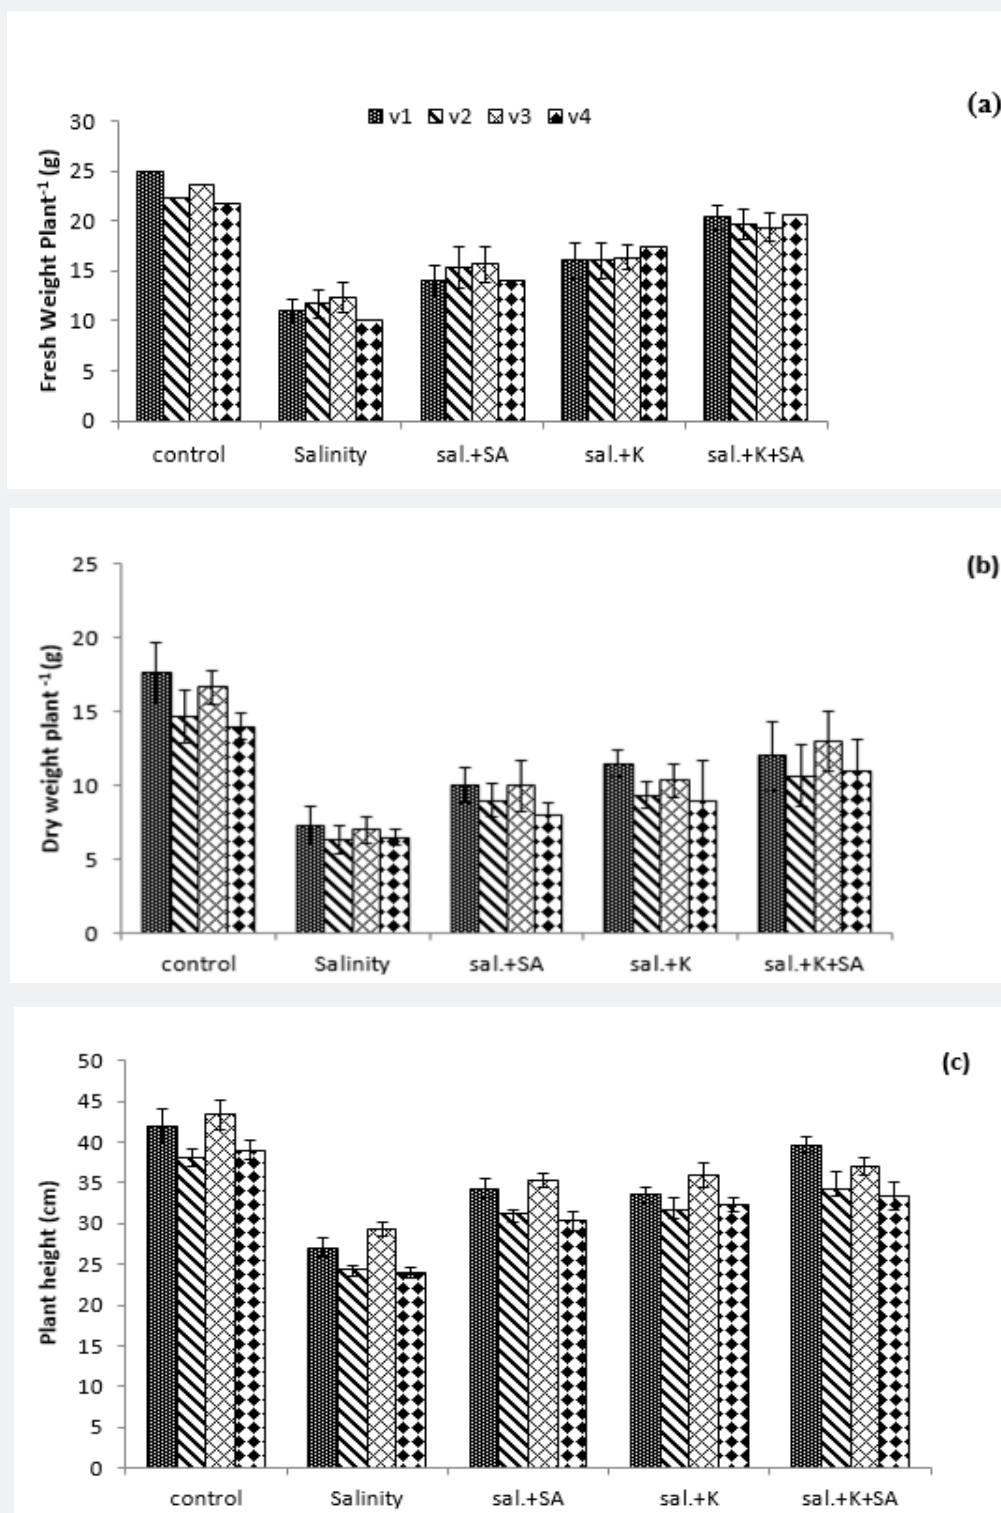 (a)
v1 v2 v3 v4
Fresh Weight Plant-1 (g)
30
25
20
15
10
5
0
control Salinity sal.+SA sal.+K sal.+K+SA
(b)
Dry weight plant -1(g)
25
20
15
10
5
0
control Salinity sal.+SA sal.+K sal.+K+SA
(c)
Plant height (cm)
50
45
40
35
30
25
20
15
10
5
0
control Salinity sal.+SA sal.+K sal.+K+SA